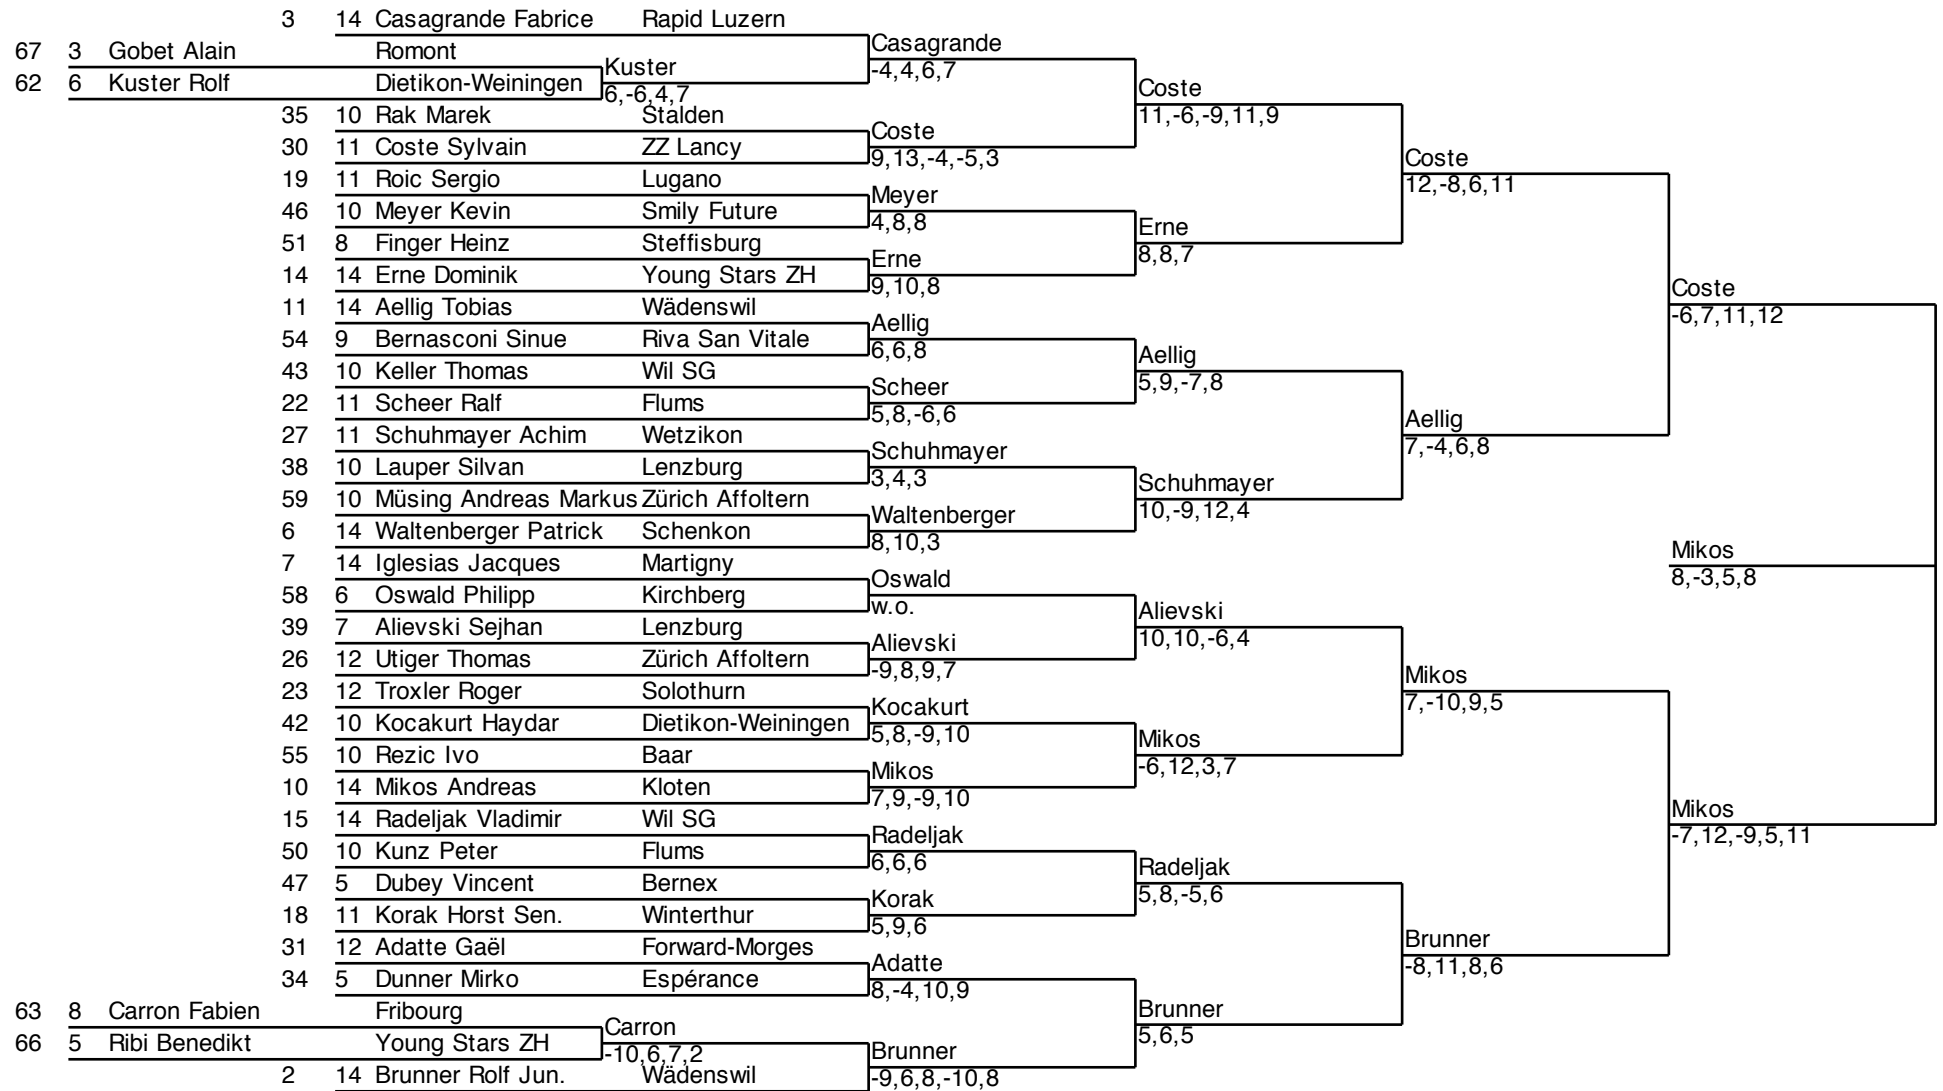 3 14 Casagrande Fabrice Rapid Luzern
Casagrande
67 3 Gobet Alain Romont
Kuster
-4,4,6,7
62 6 Kuster Rolf Dietikon-Weiningen
Coste
6,-6,4,7
35 10 Rak Marek Stalden
11,-6,-9,11,9
Coste
30 11 Coste Sylvain ZZ Lancy
9,13,-4,-5,3
Coste
19 11 Roic Sergio Lugano
12,-8,6,11
Meyer
46 10 Meyer Kevin Smily Future
4,8,8
Erne
51 8 Finger Heinz Steffisburg
8,8,7
Erne
14 14 Erne Dominik Young Stars ZH
9,10,8
Coste
11 14 Aellig Tobias Wädenswil
-6,7,11,12
Aellig
54 9 Bernasconi Sinue Riva San Vitale
6,6,8
Aellig
43 10 Keller Thomas Wil SG
5,9,-7,8
Scheer
22 11 Scheer Ralf Flums
5,8,-6,6
Aellig
27 11 Schuhmayer Achim Wetzikon
7,-4,6,8
Schuhmayer
38 10 Lauper Silvan Lenzburg
3,4,3
Schuhmayer
59 10 Müsing Andreas Markus Zürich Affoltern
10,-9,12,4
Waltenberger
6 14 Waltenberger Patrick Schenkon
8,10,3
Mikos
7 14 Iglesias Jacques Martigny
8,-3,5,8
Oswald
58 6 Oswald Philipp Kirchberg
w.o.
Alievski
39 7 Alievski Sejhan Lenzburg
10,10,-6,4
Alievski
26 12 Utiger Thomas Zürich Affoltern
-9,8,9,7
Mikos
23 12 Troxler Roger Solothurn
7,-10,9,5
Kocakurt
42 10 Kocakurt Haydar Dietikon-Weiningen
5,8,-9,10
Mikos
55 10 Rezic Ivo Baar
-6,12,3,7
Mikos
10 14 Mikos Andreas Kloten
7,9,-9,10
Mikos
15 14 Radeljak Vladimir Wil SG
-7,12,-9,5,11
Radeljak
50 10 Kunz Peter Flums
6,6,6
Radeljak
47 5 Dubey Vincent Bernex
5,8,-5,6
Korak
18 11 Korak Horst Sen. Winterthur
5,9,6
Brunner
31 12 Adatte Gaël Forward-Morges
-8,11,8,6
Adatte
34 5 Dunner Mirko Espérance
8,-4,10,9
Brunner
63 8 Carron Fabien Fribourg
5,6,5
Carron
66 5 Ribi Benedikt Young Stars ZH
-10,6,7,2
Brunner
2 14 Brunner Rolf Jun. Wädenswil
-9,6,8,-10,8